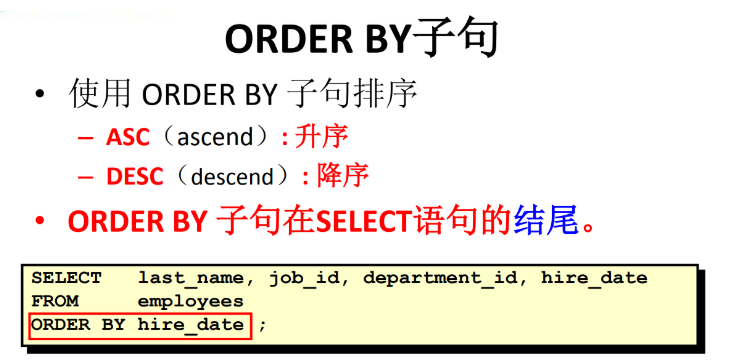 ORDER BY子句
• 使用 ORDER BY 子句排序
– ASC（ascend）: 升序
– DESC（descend）: 降序
• ORDER BY 子句在SELECT语句的结尾。
SELECT last_name, job_id, department_id, hire_date
FROM employees
ORDER BY hire_date ;